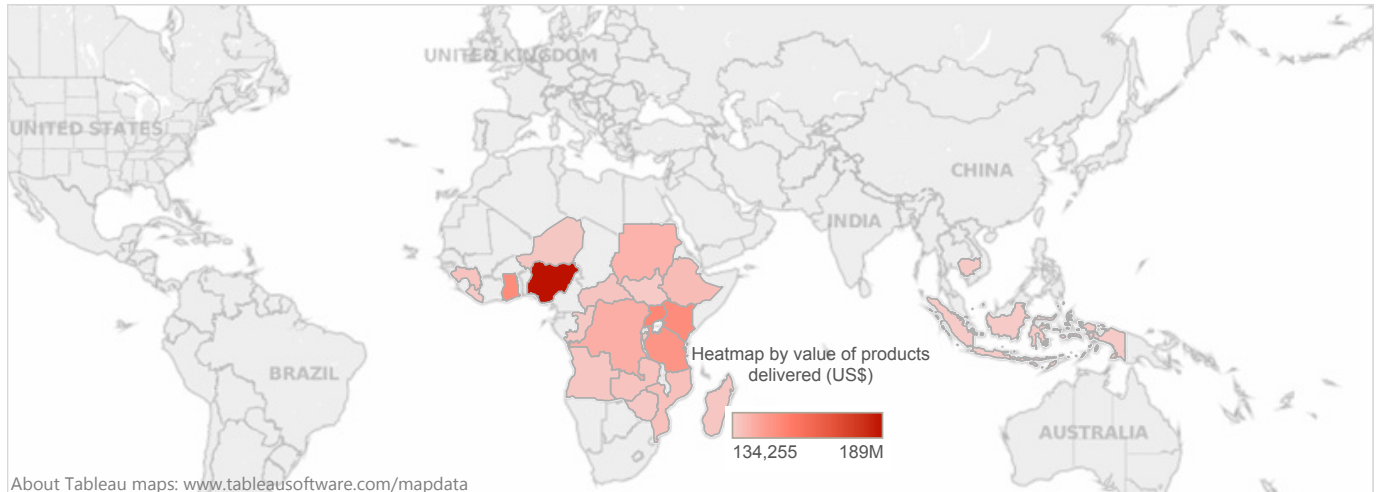 UNITED KINGDOM
UNITED STATES
CHINA
INDIA
Heatmap by value of products
delivered (US$)
BRAZIL
134,255 189M
AUSTRALIA
About Tableau maps: www.tableausoftware.com/mapdata